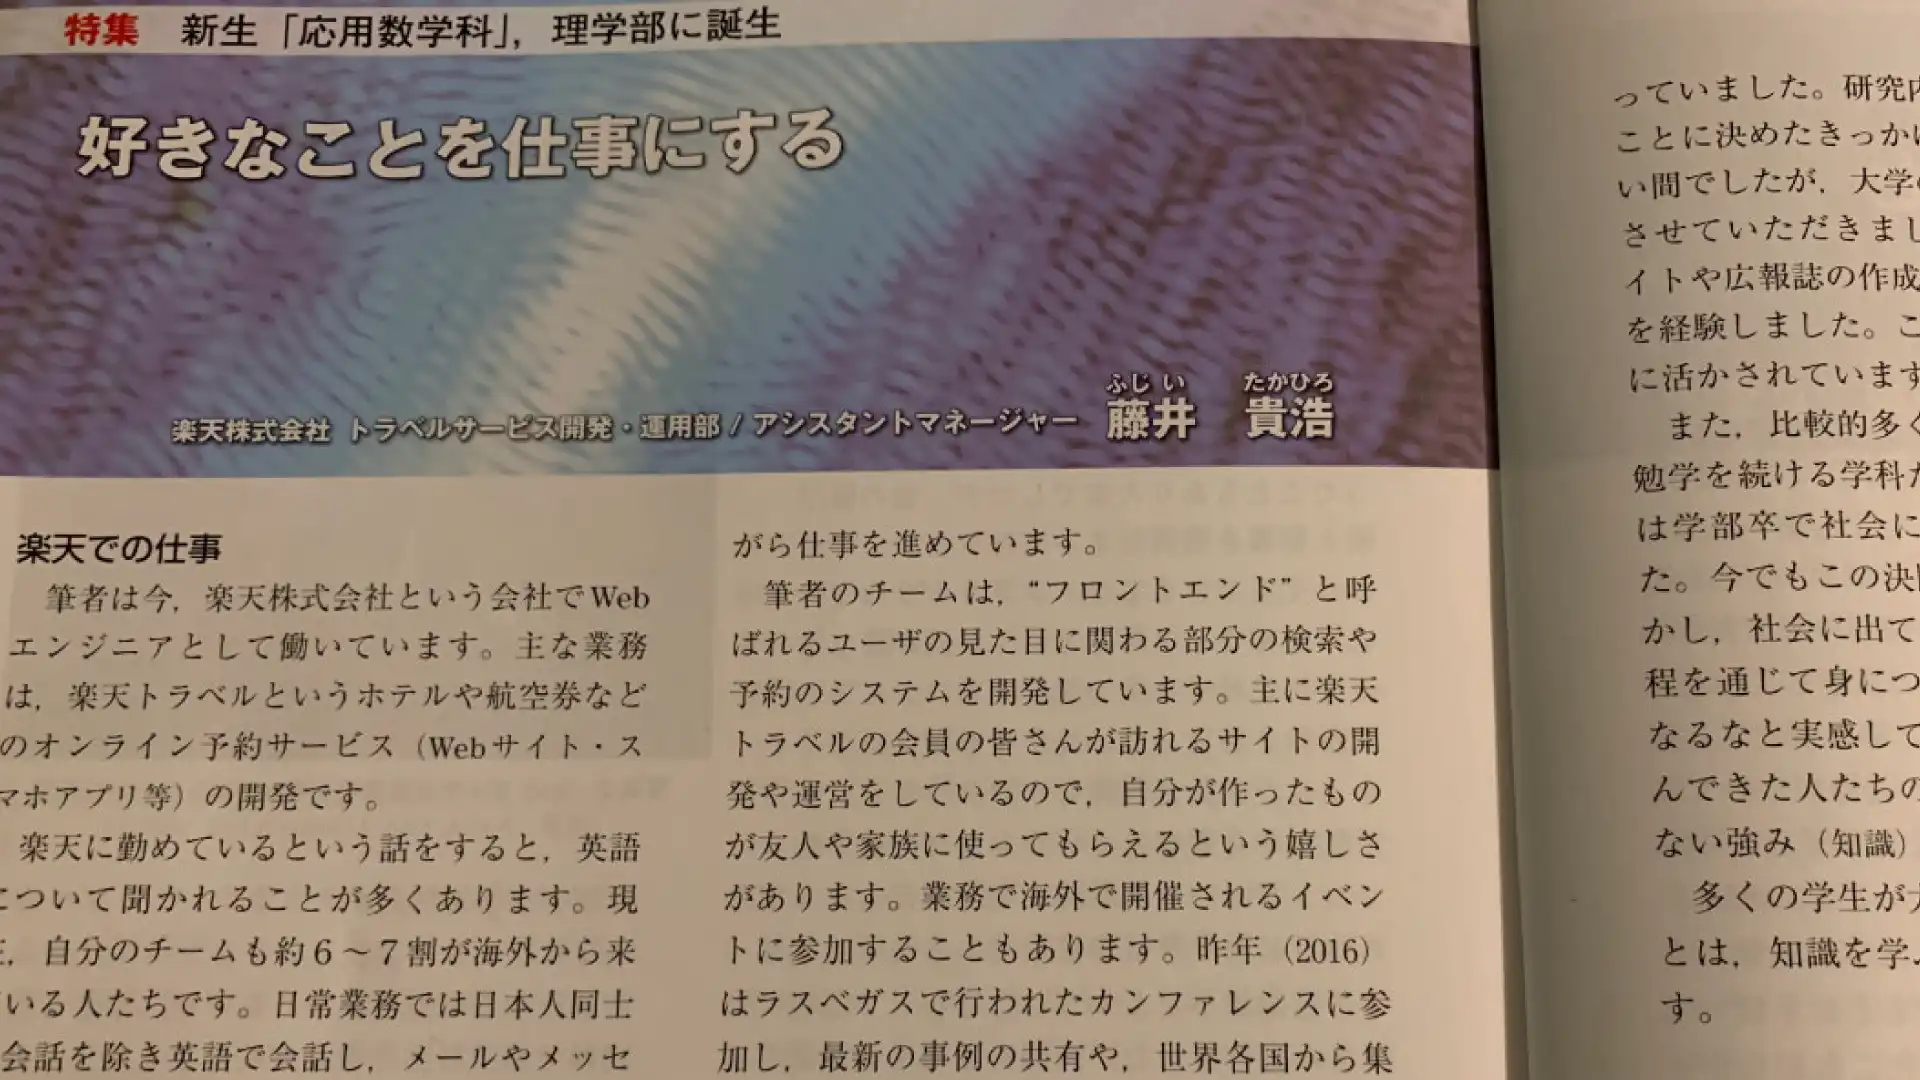 特集 新生「応用数学科」，理学部に誕生
好きなことを仕事にする
ふじ い たかひろ
楽天株式会社 トラベルサービス開発・運用部 / アシスタントマネージャー 藤井 貴浩
楽天での仕事
筆者は今，楽天株式会社という会社でWeb
エンジニアとして働いています。主な業務
は，楽天トラベルというホテルや航空券など
のオンライン予約サービス（Webサイト・ス
マホアプリ等）の開発です。
楽天に勤めているという話をすると，英語
について聞かれることが多くあります。現
，自分のチームも約6～7割が海外から来
いる人たちです。日常業務では日本人同士
会話を除き英語で会話し，メールやメッセ
がら仕事を進めています。
筆者のチームは，“フロントエンド”と呼
ばれるユーザの見た目に関わる部分の検索や
予約のシステムを開発しています。主に楽天
トラベルの会員の皆さんが訪れるサイトの開
発や運営をしているので，自分が作ったもの
が友人や家族に使ってもらえるという嬉しさ
があります。業務で海外で開催されるイベン
トに参加することもあります。昨年（2016）
はラスベガスで行われたカンファレンスに参
加し，最新の事例の共有や，世界各国から集
っていました。研究
ことに決めたきっか
い間でしたが，大学
させていただきまし
イトや広報誌の作成
を経験しました。こ
に活かされています
また，比較的多く
勉学を続ける学科
は学部卒で社会に
た。今でもこの決
かし，社会に出て
程を通じて身につ
なるなと実感して
んできた人たちの
ない強み（知識）
多くの学生が
とは，知識を学
す。